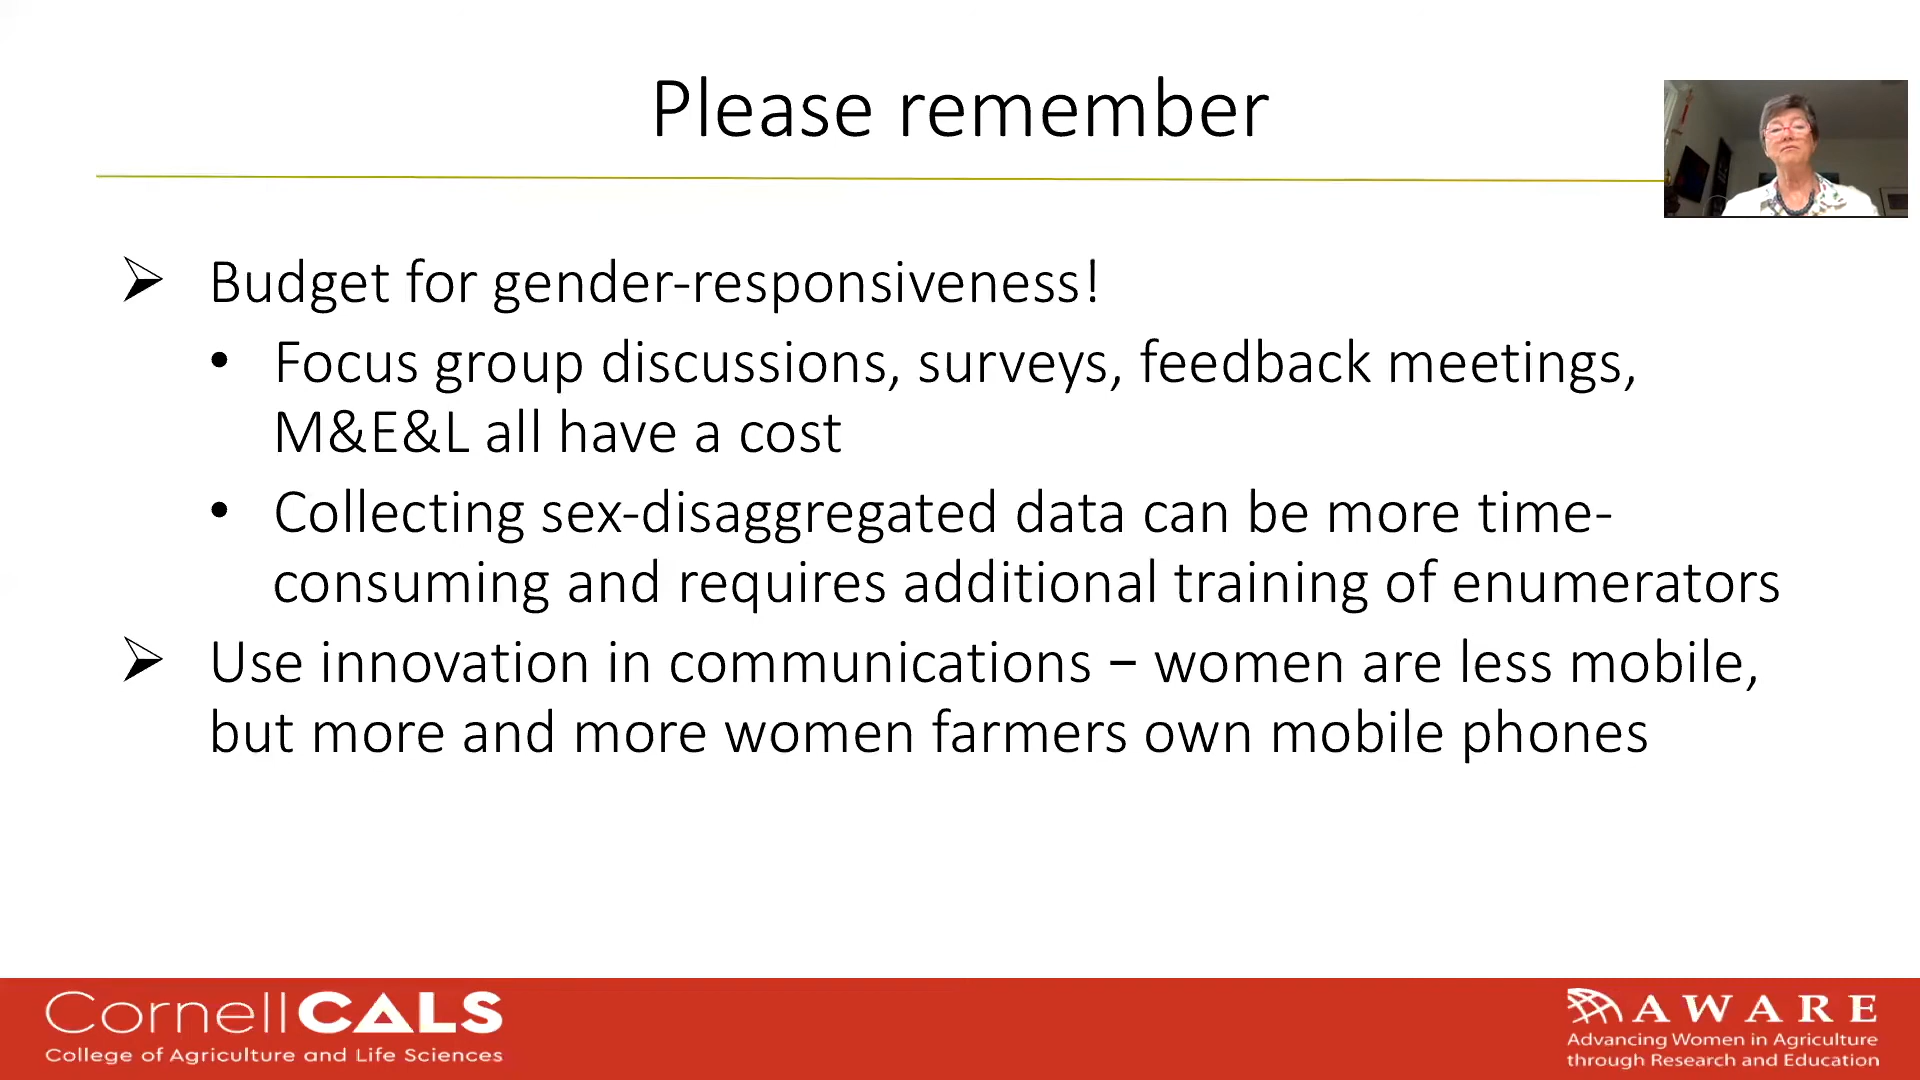 Please remember
➢ Budget for gender-responsiveness!
• Focus group discussions, surveys, feedback meetings,
M&E&L all have a cost
• Collecting sex-disaggregated data can be more time-
consuming and requires additional training of enumerators
➢ Use innovation in communications – women are less mobile,
but more and more women farmers own mobile phones
CornellCALS
College of Agriculture and Life Sciences
AWARE
Advancing Women in Agriculture
through Research and Education